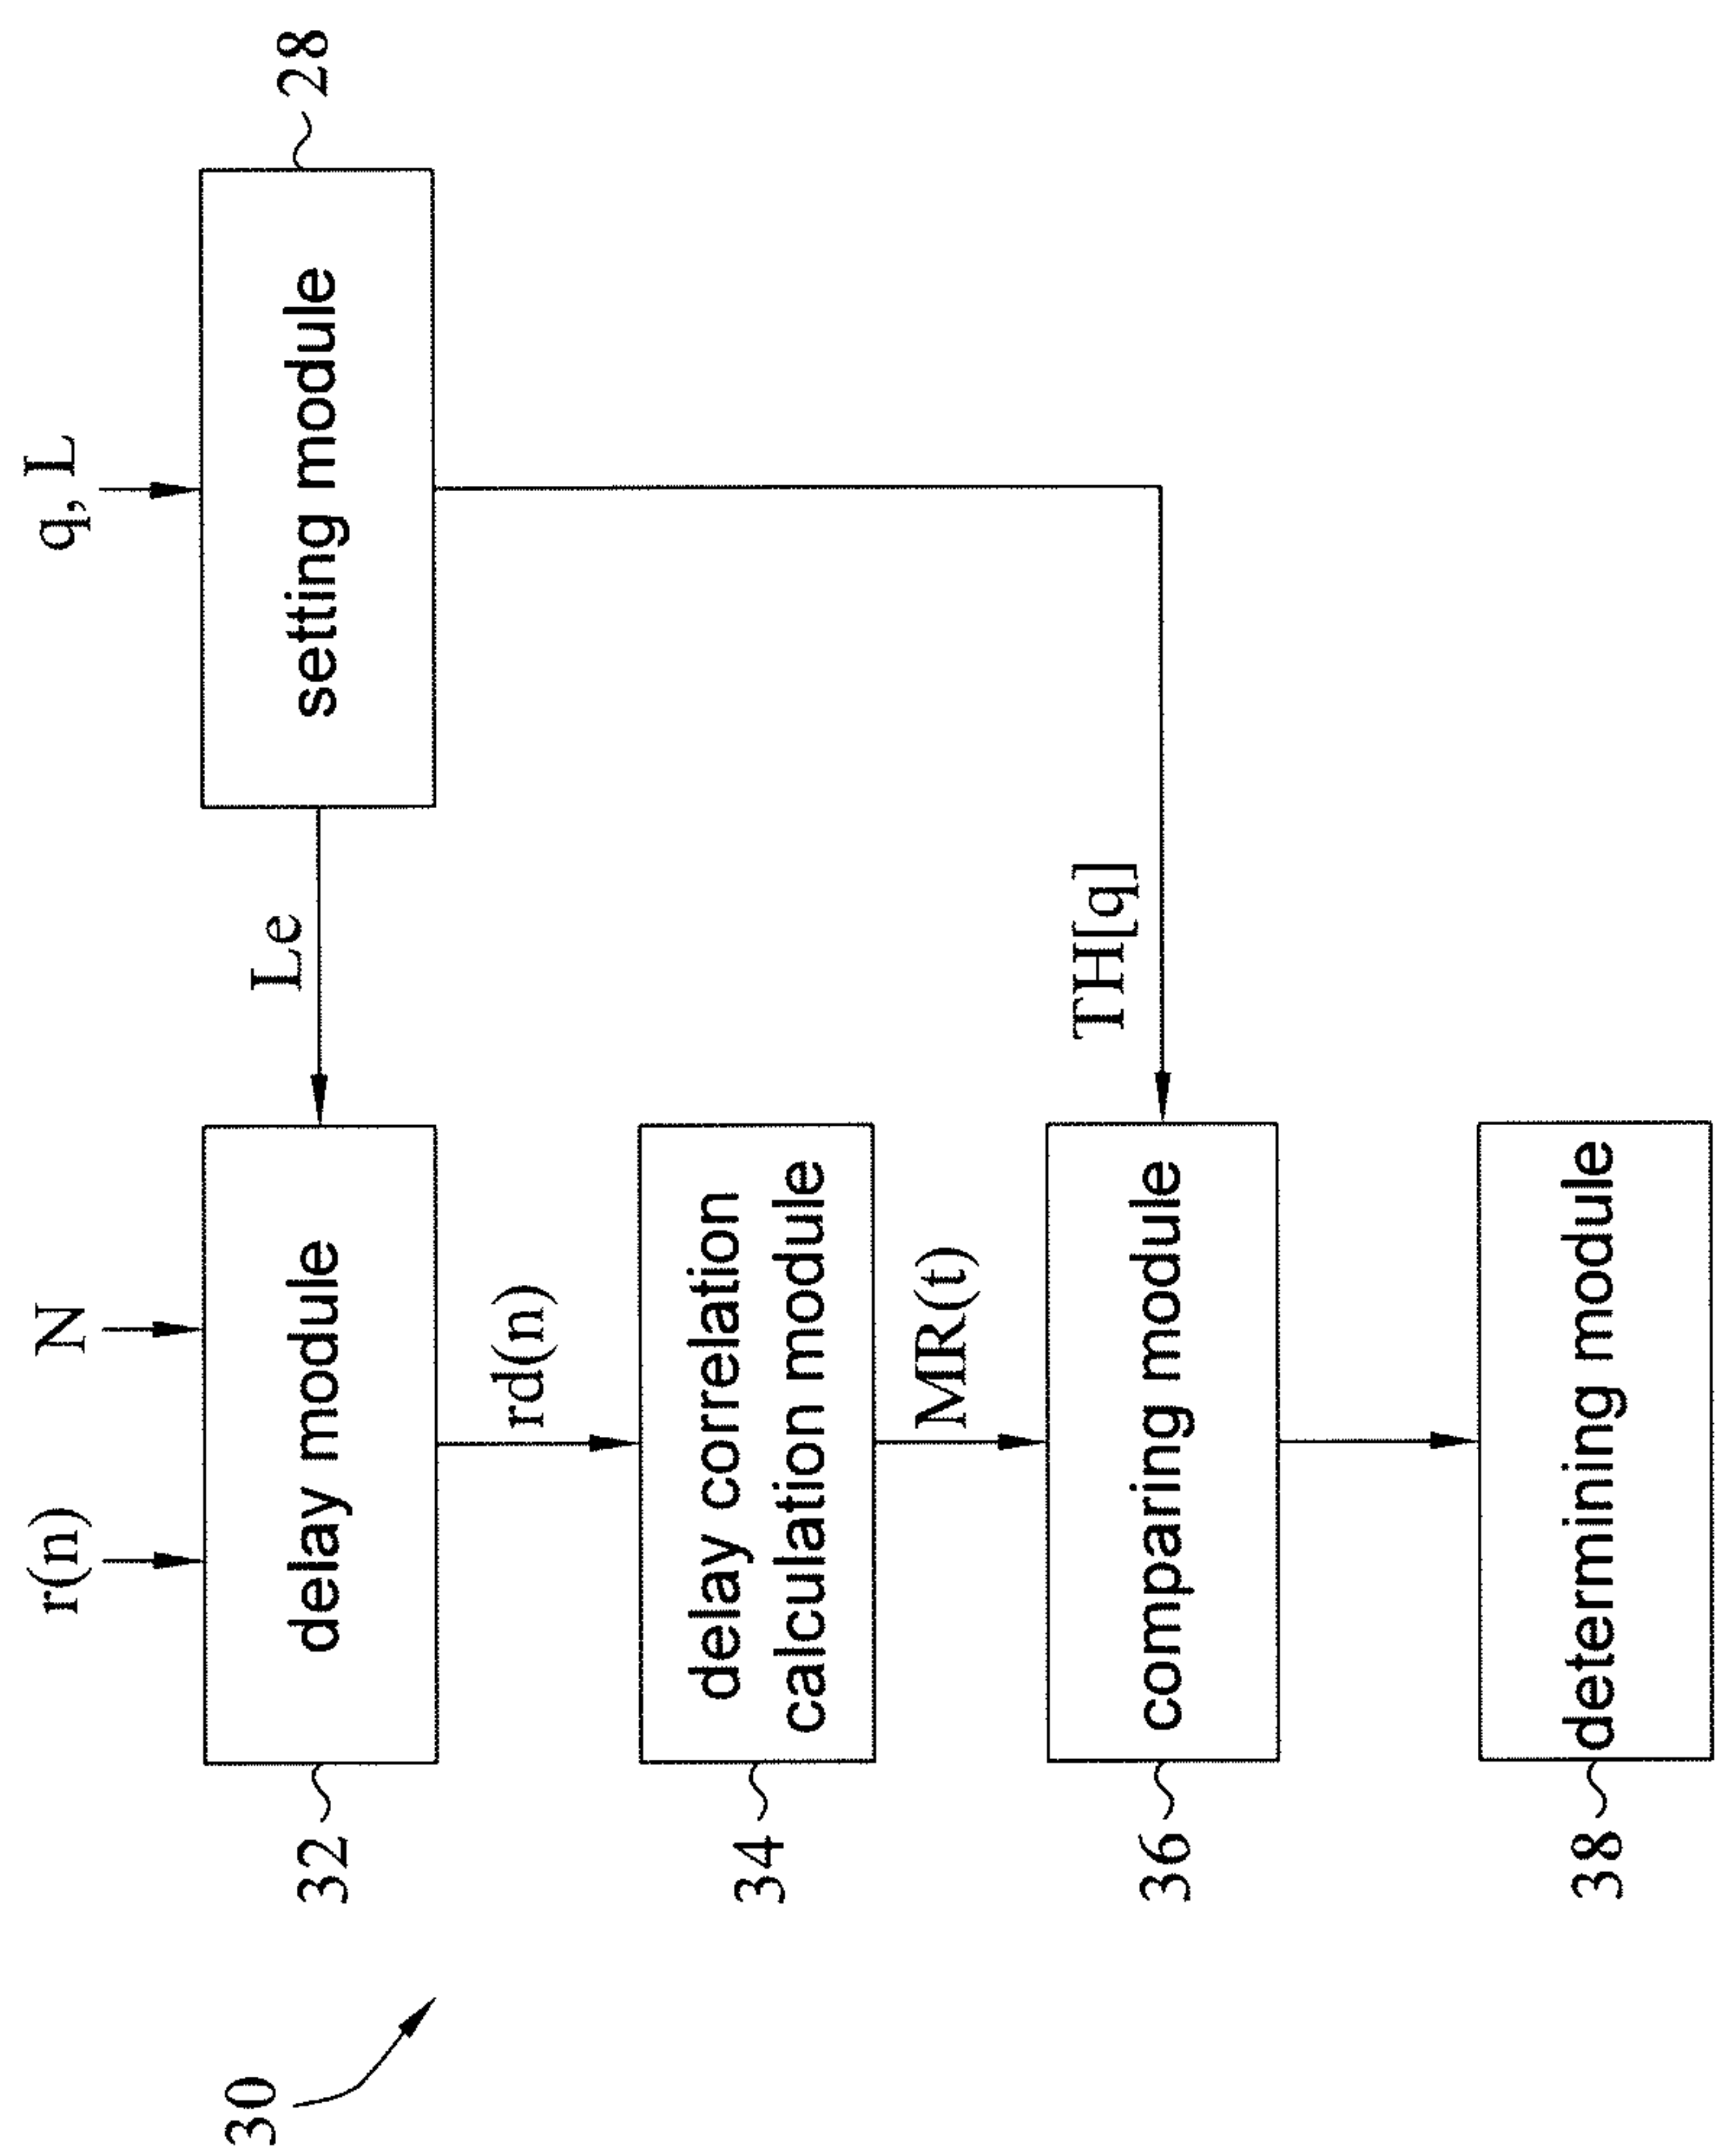 r(n)
N
q, L
30
32
delay module
Le
setting module
28
rd(n)
34
delay correlation
calculation module
MR(t)
TH[q]
36
comparing module
38
determining module